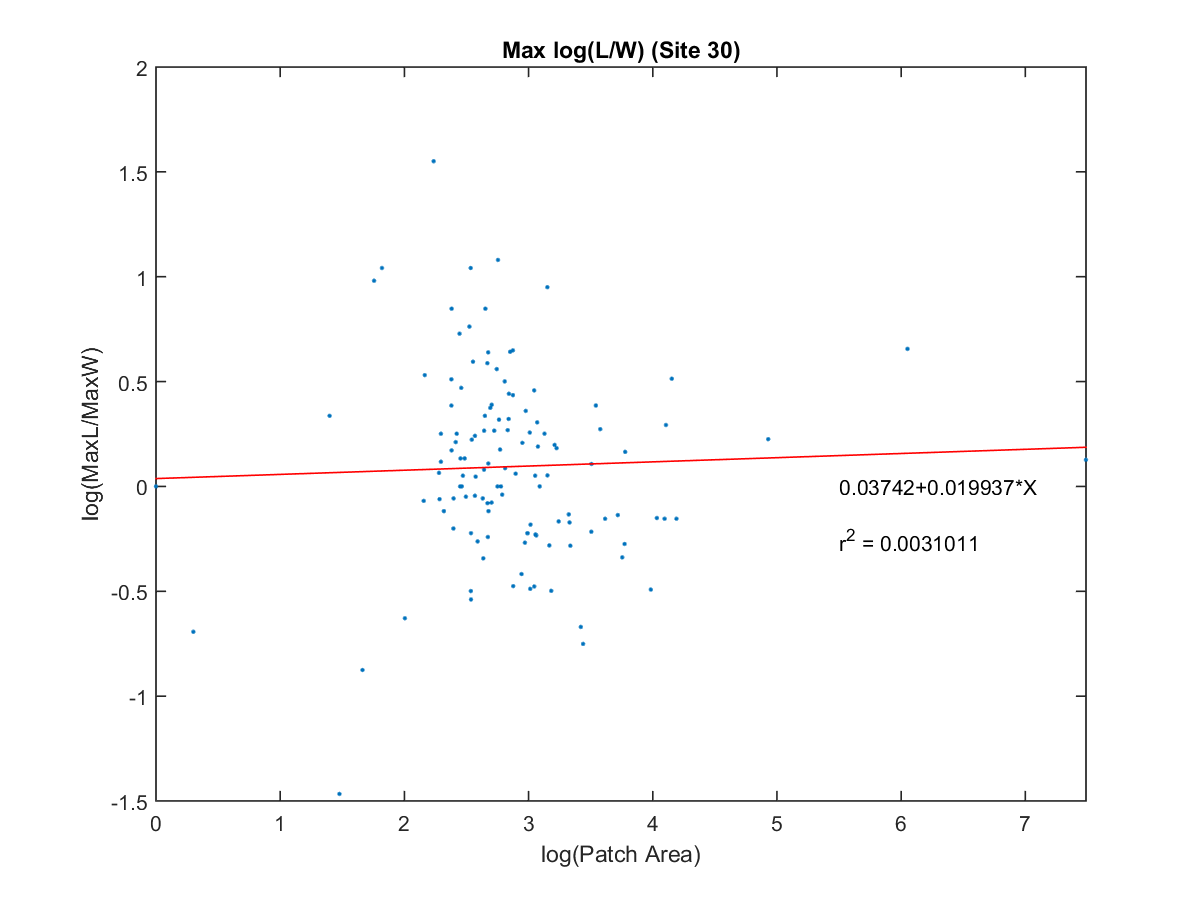 Max log(L/W) (Site 30)
2
1.5
1
0.5
0
-0.5
-1
-1.5
log(MaxL/MaxW)
0.03742+0.019937*X
r² = 0.0031011
0 1 2 3 4 5 6 7
log(Patch Area)